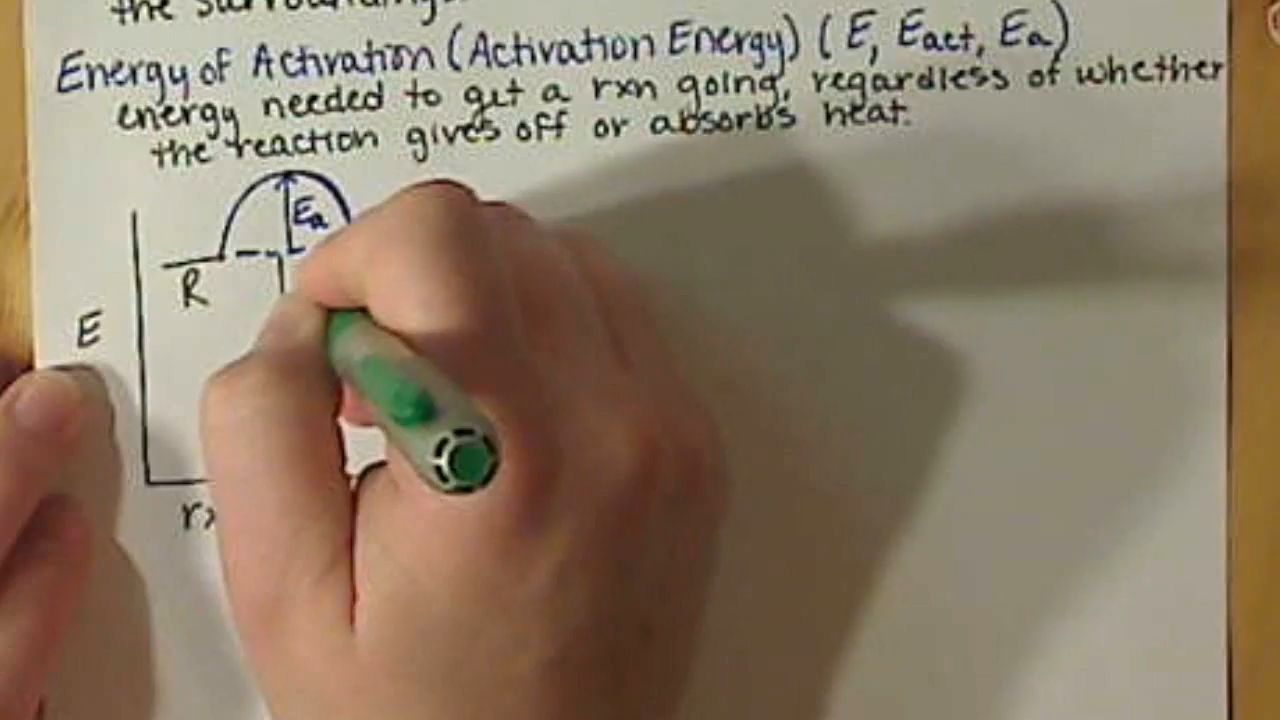 the
Energy of Activation (Activation Energy) (E, Eact, Ea)
energy needed to get a rxn going, regardless of whether
the reaction gives off or absorbs heat.
Ea
R
E